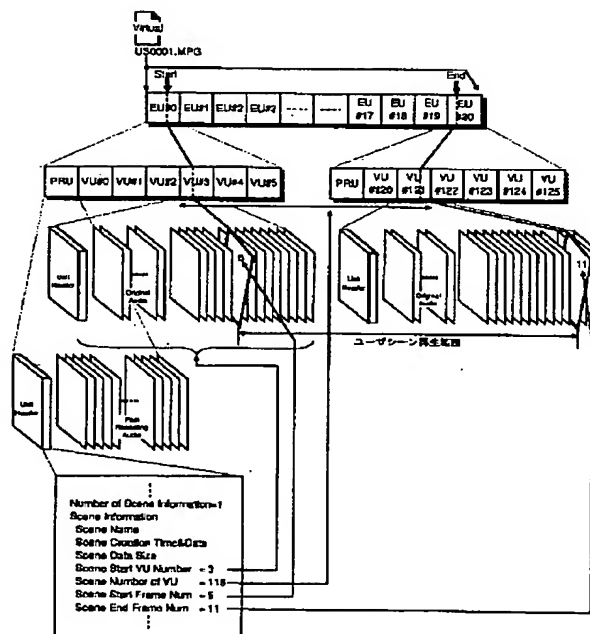 Virtual
US0001.MPG
Start
End
EU#0 EU#1 EU#2 EU#2 EU #17 EU #18 EU #19 EU #20
PRU VU#0 VU#1 VU#2 VU#3 VU#4 VU#5
PRU VU #120 VU #121 VU #122 VU #123 VU #124 VU #125
Unit Header
Original Audio
5
Unit Header
Original Audio
11
ユーザシーン再生範囲
Unit Header
Post Recording Audio
Number of Scene Information=1
Scene Information
Scene Name
Scene Creation Time&Date
Scene Data Size
Scene Start VU Number = 3
Scene Number of VU = 118
Scene Start Frame Num = 5
Scene End Frame Num = 11